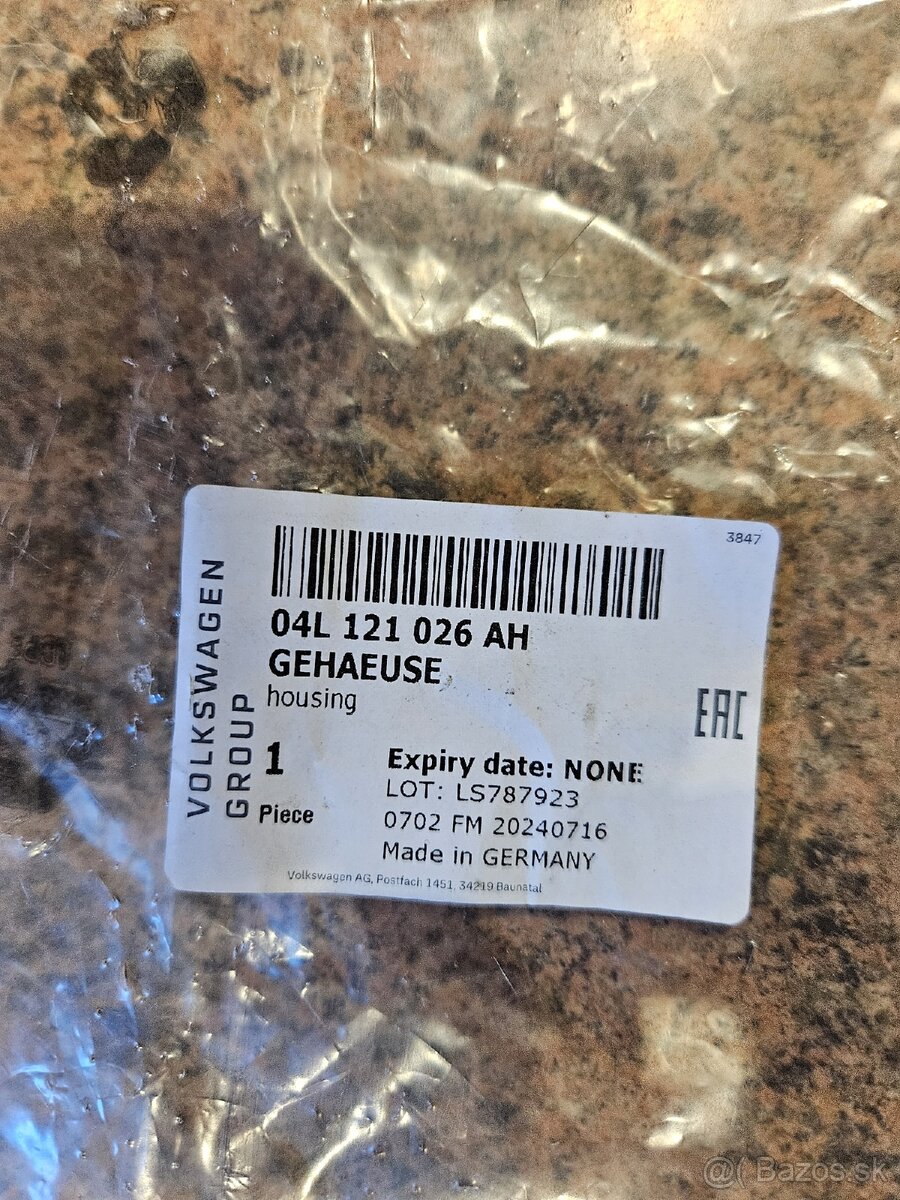 3847
VOLKSWAGEN
GROUP
04L 121 026 AH
GEHAEUSE
housing
EAC
1
Piece
Expiry date: NONE
LOT: LS787923
0702 FM 20240716
Made in GERMANY
Volkswagen AG, Postfach 1451, 34219 Baunatal
@( Bazos.sk